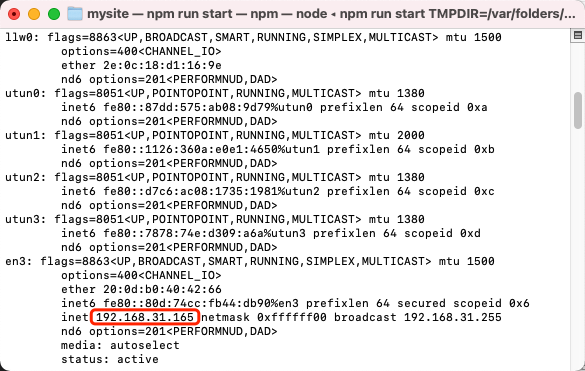 mysite — npm run start — npm — node ◂ npm run start TMPDIR=/var/folders/...
llw0: flags=8863<UP,BROADCAST,SMART,RUNNING,SIMPLEX,MULTICAST> mtu 1500
options=400<CHANNEL_IO>
ether 2e:0c:18:d1:16:9e
nd6 options=201<PERFORMNUD,DAD>
utun0: flags=8051<UP,POINTOPOINT,RUNNING,MULTICAST> mtu 1380
inet6 fe80::87dd:575:ab08:9d79%utun0 prefixlen 64 scopeid 0xa
nd6 options=201<PERFORMNUD,DAD>
utun1: flags=8051<UP,POINTOPOINT,RUNNING,MULTICAST> mtu 2000
inet6 fe80::1126:360a:e0e1:4650%utun1 prefixlen 64 scopeid 0xb
nd6 options=201<PERFORMNUD,DAD>
utun2: flags=8051<UP,POINTOPOINT,RUNNING,MULTICAST> mtu 1380
inet6 fe80::d7c6:ac08:1735:1981%utun2 prefixlen 64 scopeid 0xc
nd6 options=201<PERFORMNUD,DAD>
utun3: flags=8051<UP,POINTOPOINT,RUNNING,MULTICAST> mtu 1380
inet6 fe80::7878:74e:d309:a6a%utun3 prefixlen 64 scopeid 0xd
nd6 options=201<PERFORMNUD,DAD>
en3: flags=8863<UP,BROADCAST,SMART,RUNNING,SIMPLEX,MULTICAST> mtu 1500
options=400<CHANNEL_IO>
ether 20:0d:b0:40:42:66
inet6 fe80::80d:74cc:fb44:db90%en3 prefixlen 64 secured scopeid 0x6
inet 192.168.31.165 netmask 0xffffff00 broadcast 192.168.31.255
nd6 options=201<PERFORMNUD,DAD>
media: autoselect
status: active